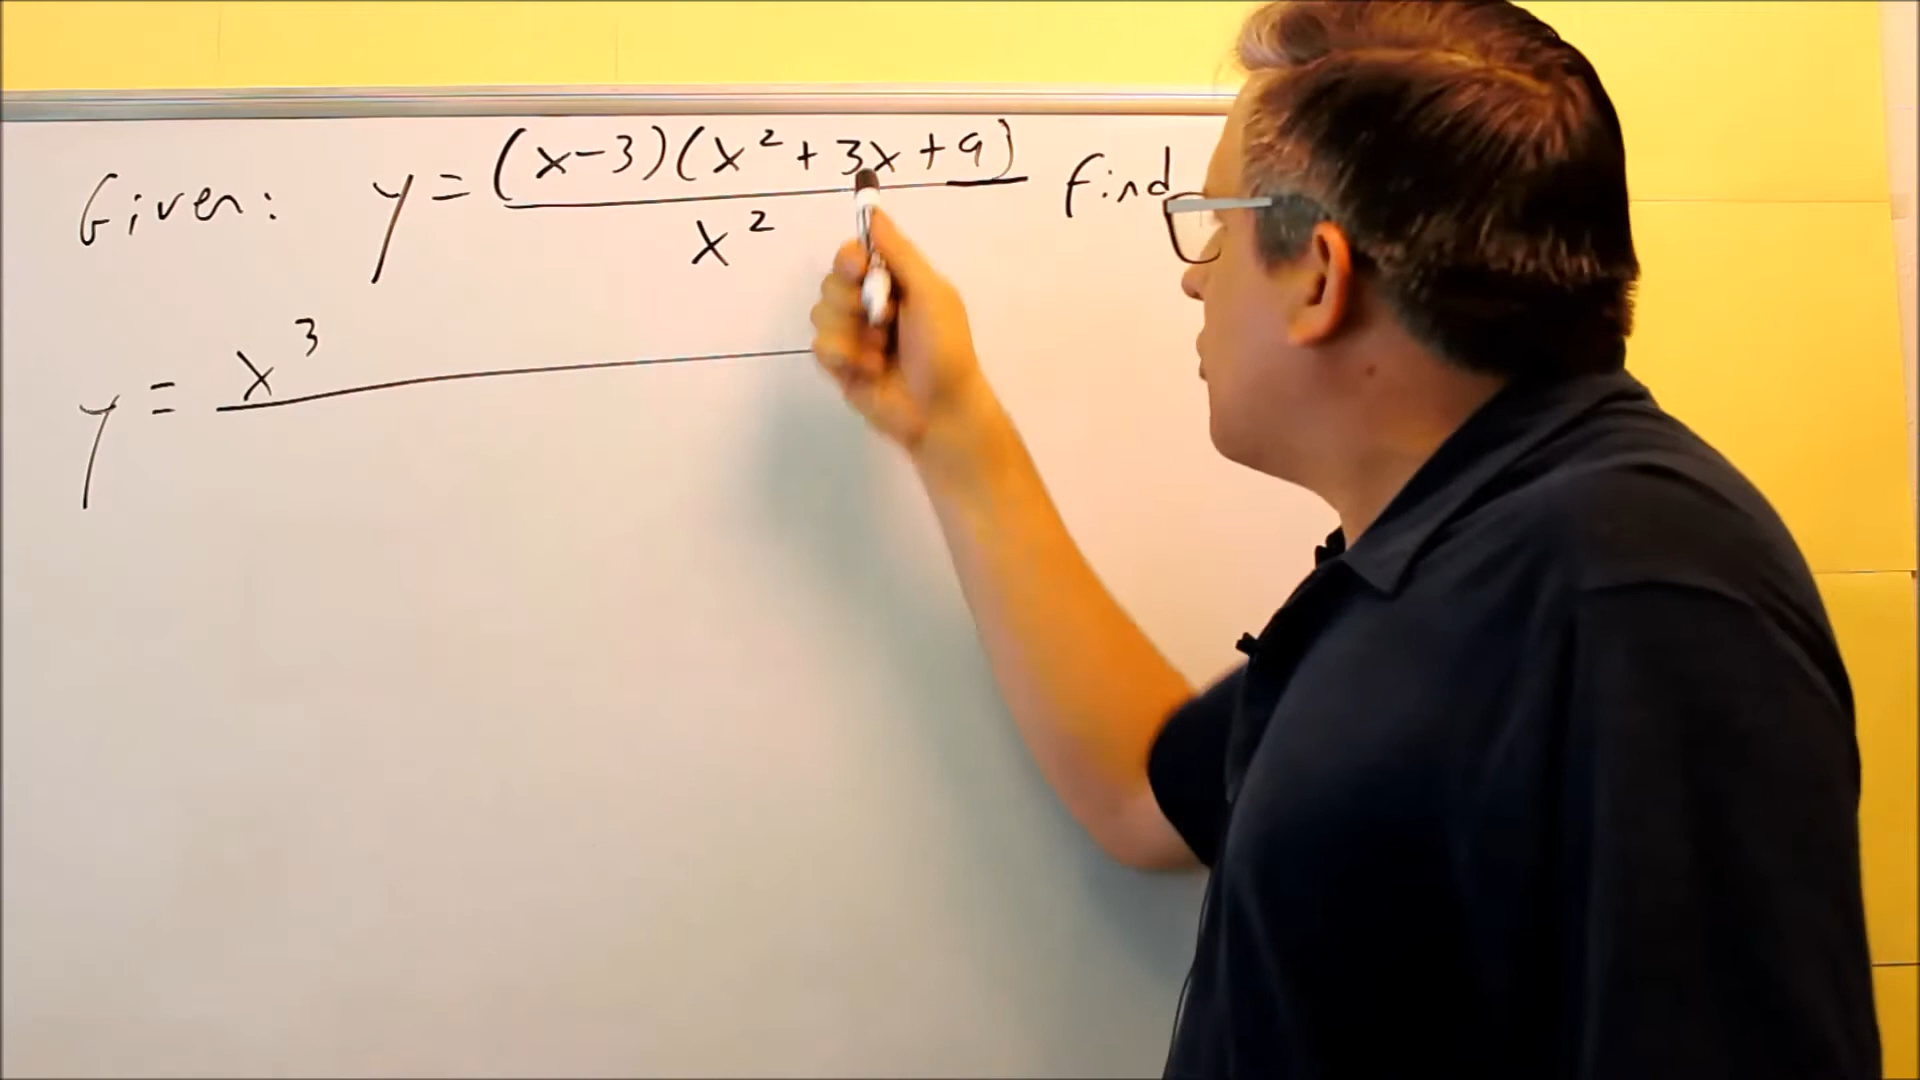 Given: y = (x-3)(x²+3x+9) / x² find
y = x³